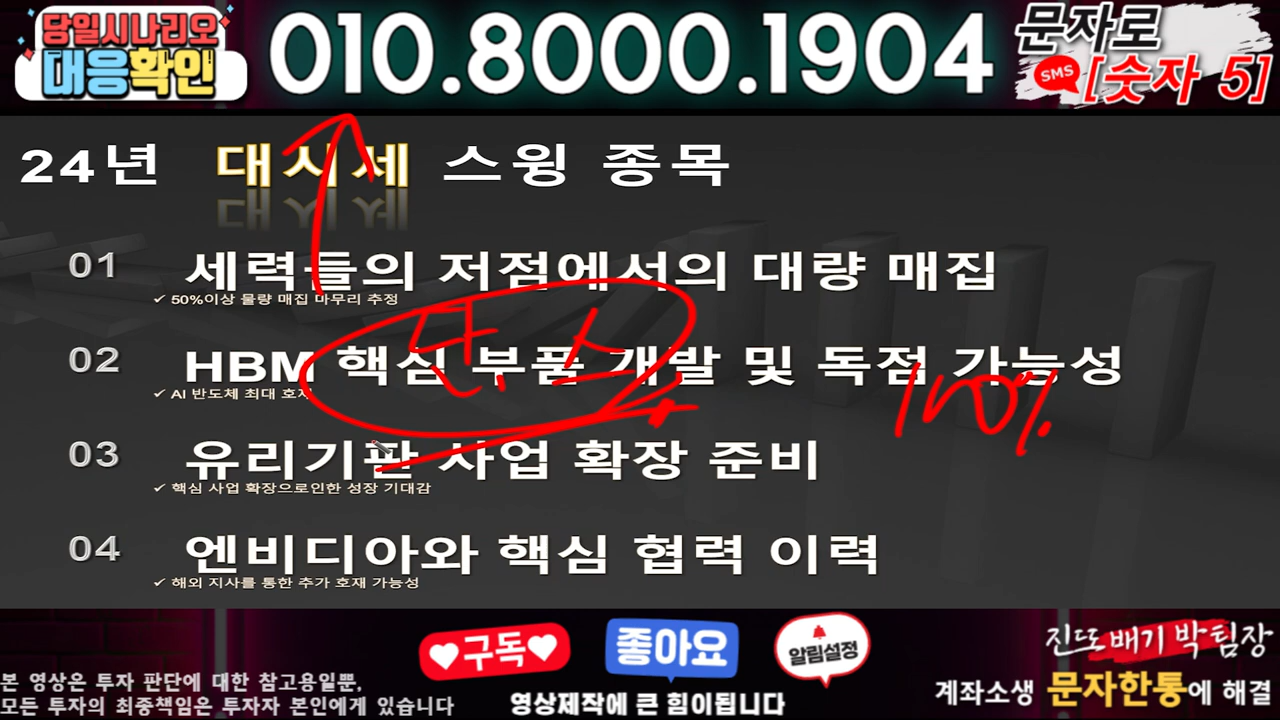 당일시나리오
대응확인
010.8000.1904
문자로
SMS
[숫자 5]
24년 대시세 스윙 종목
01 세력들의 저점에서의 대량 매집
✓ 50%이상 물량 매집 마무리 추정
02 HBM 핵심 부품 개발 및 독점 가능성
✓ AI 반도체 최대 호재
100%
03 유리기판 사업 확장 준비
✓ 핵심 사업 확장으로인한 성장 기대감
04 엔비디아와 핵심 협력 이력
✓ 해외 지사를 통한 추가 호재 가능성
구독
좋아요
알림설정
영상제작에 큰 힘이됩니다
본 영상은 투자 판단에 대한 참고용일뿐,
모든 투자의 최종책임은 투자자 본인에게 있습니다
진또배기 박팀장
계좌소생 문자한통에 해결